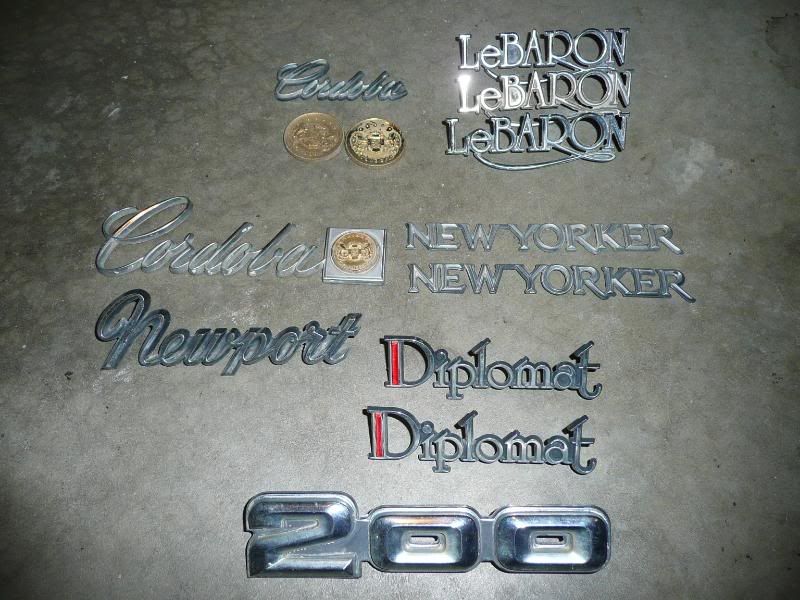 Cordoba
LeBARON
LeBARON
LeBARON
Cordoba
NEW YORKER
NEW YORKER
Newport
Diplomat
Diplomat
200